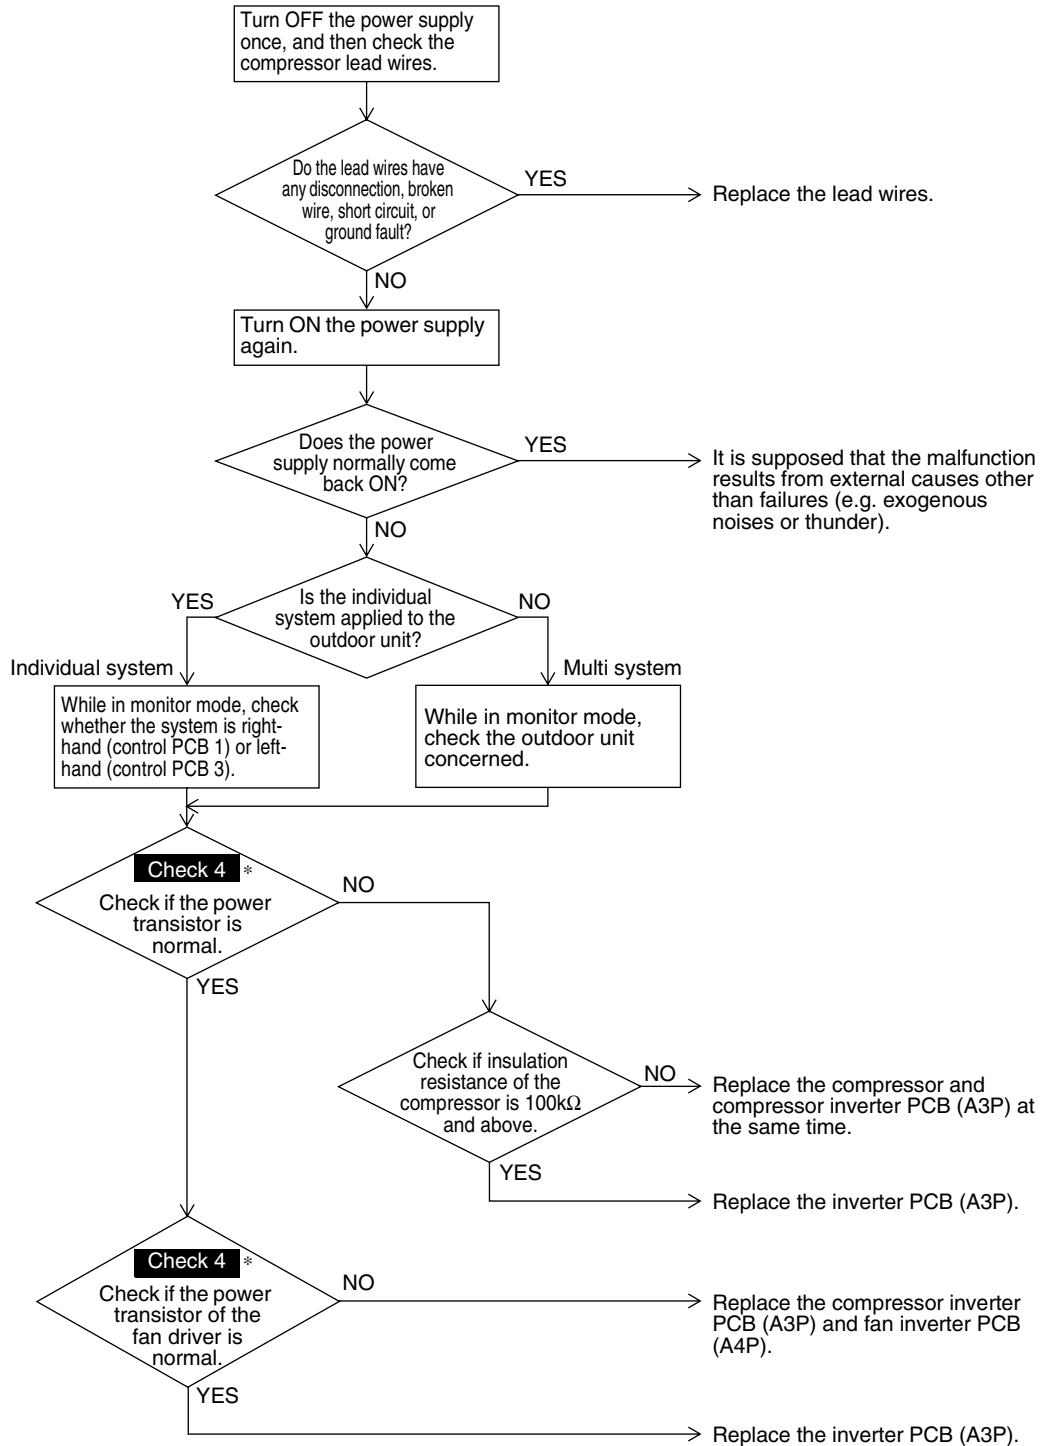 Turn OFF the power supply
once, and then check the
compressor lead wires.
Do the lead wires have
any disconnection, broken
wire, short circuit, or
ground fault?
YES
Replace the lead wires.
NO
Turn ON the power supply
again.
Does the power
supply normally come
back ON?
YES
It is supposed that the malfunction
results from external causes other
than failures (e.g. exogenous
noises or thunder).
NO
Is the individual
system applied to the
outdoor unit?
YES
NO
Individual system
Multi system
While in monitor mode, check
whether the system is right-
hand (control PCB 1) or left-
hand (control PCB 3).
While in monitor mode,
check the outdoor unit
concerned.
Check 4 *
Check if the power
transistor is
normal.
NO
YES
Check if insulation
resistance of the
compressor is 100kΩ
and above.
NO
Replace the compressor and
compressor inverter PCB (A3P) at
the same time.
YES
Replace the inverter PCB (A3P).
Check 4 *
Check if the power
transistor of the
fan driver is
normal.
NO
Replace the compressor inverter
PCB (A3P) and fan inverter PCB
(A4P).
YES
Replace the inverter PCB (A3P).